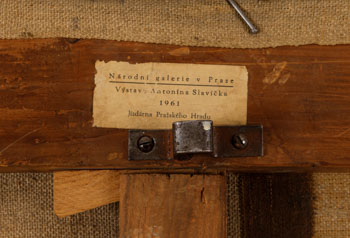 Národní galerie v Praze
Výstava Antonína Slavíčka
1961
Jízdárna Pražského Hradu